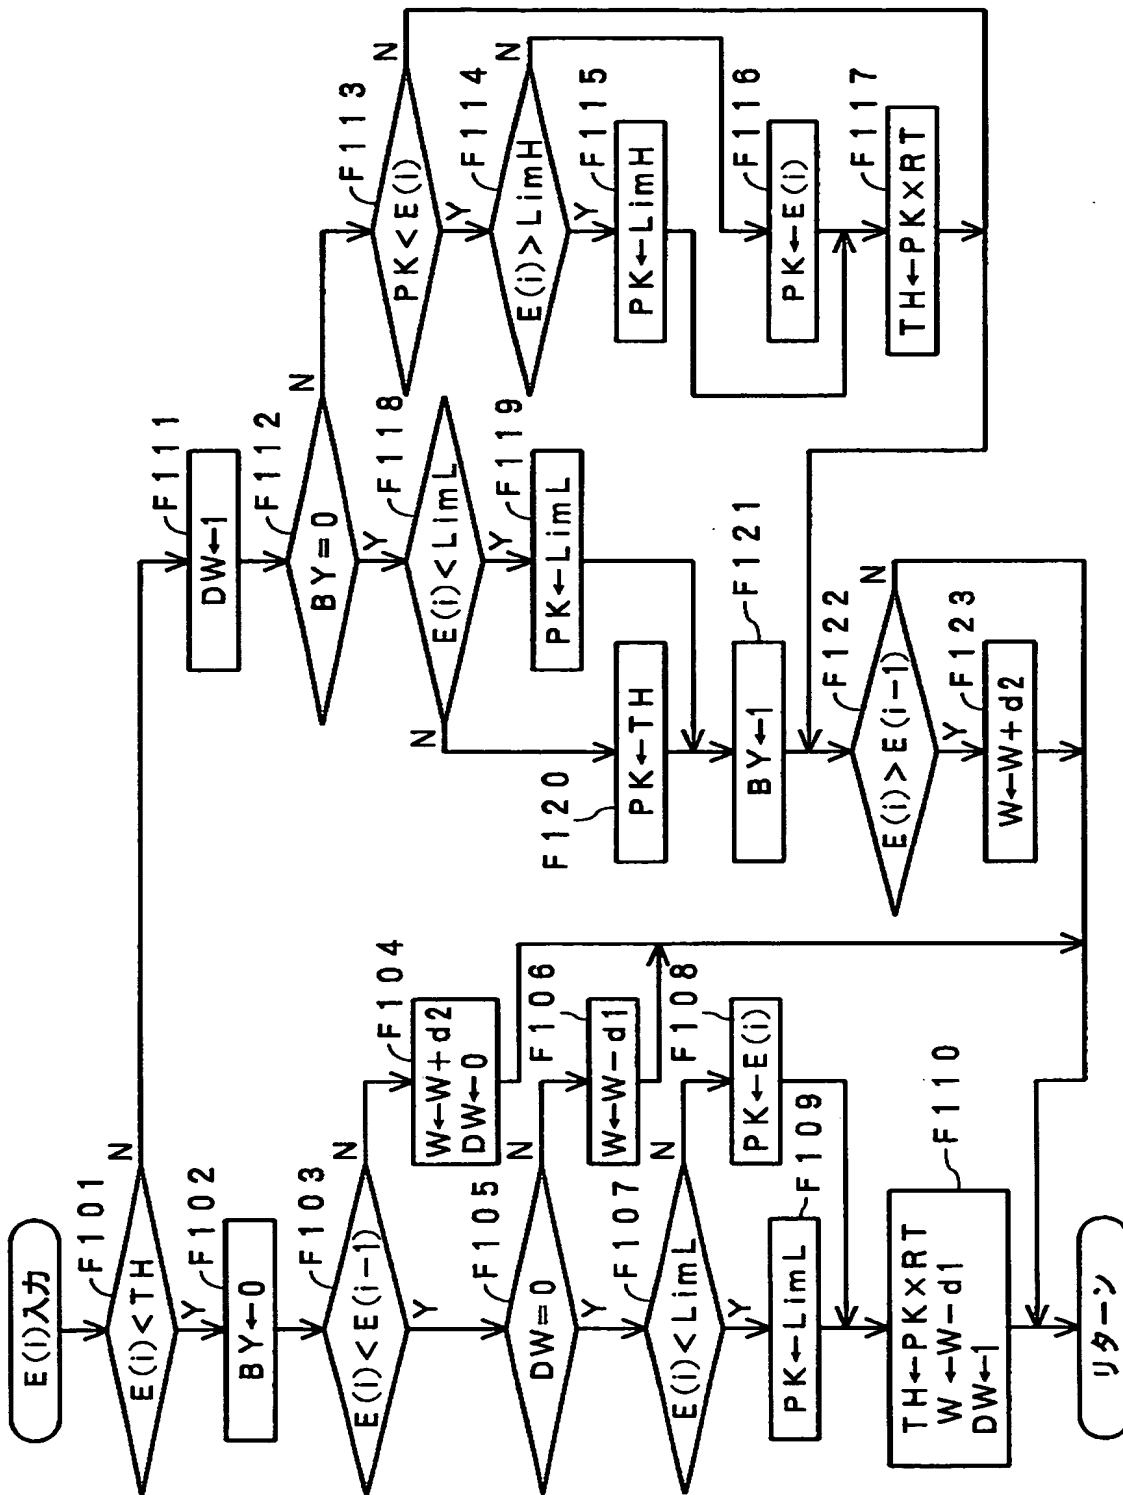 E(i)入力
F101
E(i)<TH
N
Y
F102
BY←0
F103
E(i)<E(i-1)
N
Y
F104
W←W+d2
DW←0
F105
DW=0
N
Y
F106
W←W-d1
F107
E(i)<LimL
N
Y
F108
PK←E(i)
F109
PK←LimL
F110
TH←PK×RT
W←W-d1
DW←1
リターン
F111
DW←1
F112
BY=0
N
Y
F113
PK<E(i)
N
Y
F114
E(i)>LimH
N
Y
F115
PK←LimH
F116
PK←E(i)
F117
TH←PK×RT
F118
E(i)<LimL
N
Y
F119
PK←LimL
F120
PK←TH
F121
BY←1
F122
E(i)>E(i-1)
N
Y
F123
W←W+d2